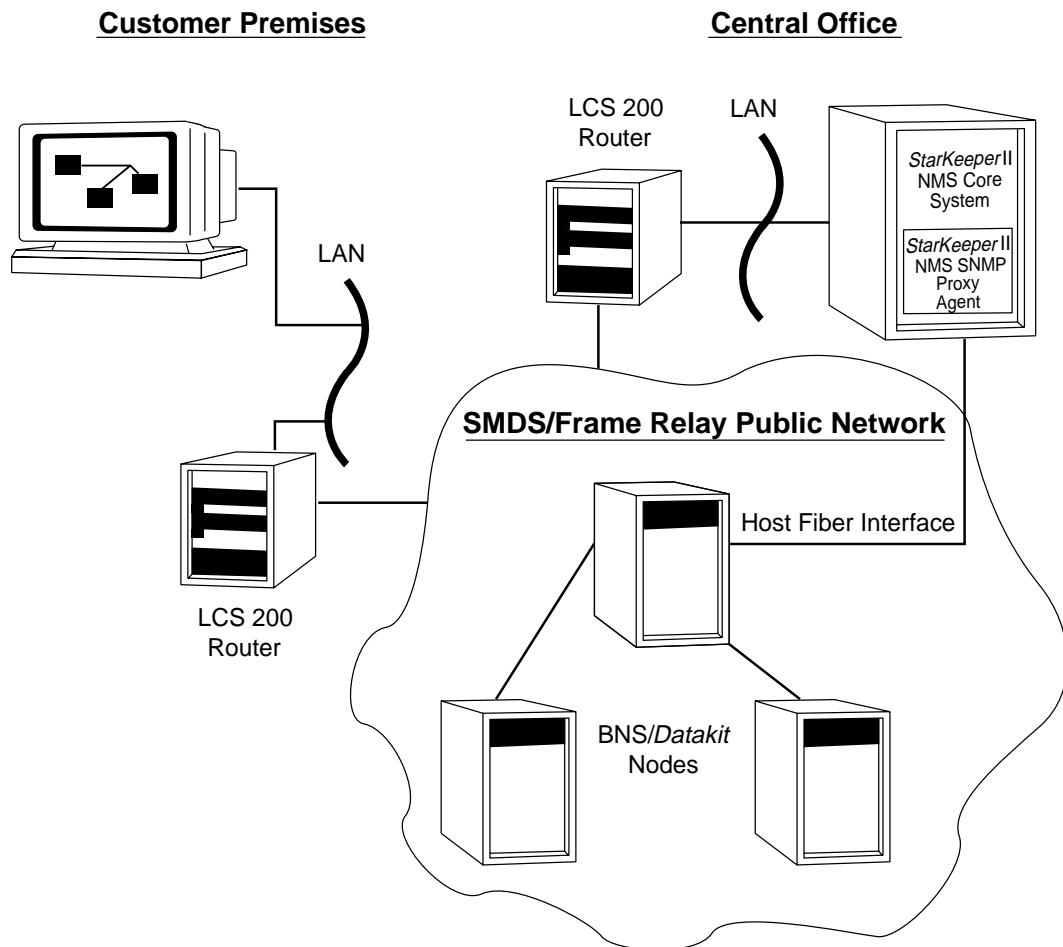 Customer Premises
Central Office
LCS 200
Router
LAN
StarKeeper II
NMS Core
System
StarKeeper II
NMS SNMP
Proxy
Agent
LAN
SMDS/Frame Relay Public Network
Host Fiber Interface
LCS 200
Router
BNS/Datakit
Nodes